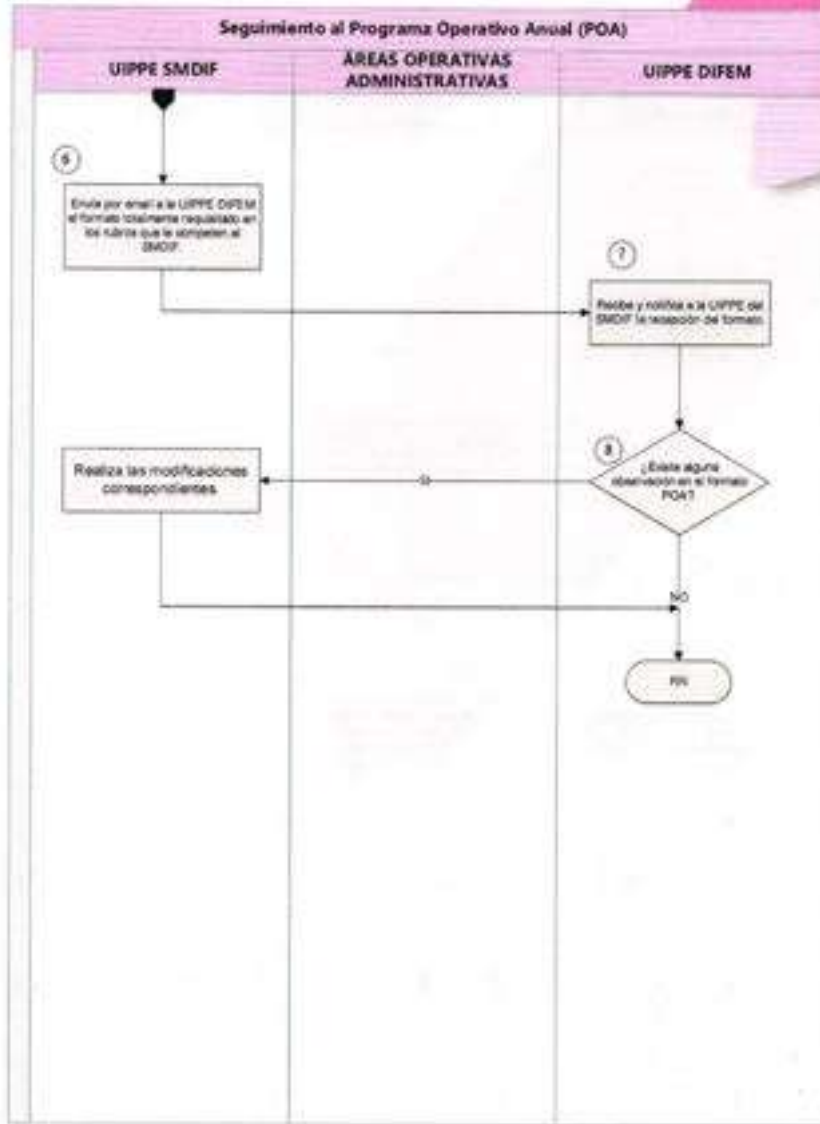 Seguimiento al Programa Operativo Anual (POA)
UIPPE SMDIF
ÁREAS OPERATIVAS
ADMINISTRATIVAS
UIPPE DIFEM
6
Envía por email a la UIPPE DIFEM
el formato totalmente requisitado en
los rubros que le competen al
SMDIF.
7
Recibe y notifica a la UIPPE del
SMDIF la recepción del formato.
8
¿Existe alguna
observación en el formato
POA?
SI
Realiza las modificaciones
correspondientes.
NO
FIN